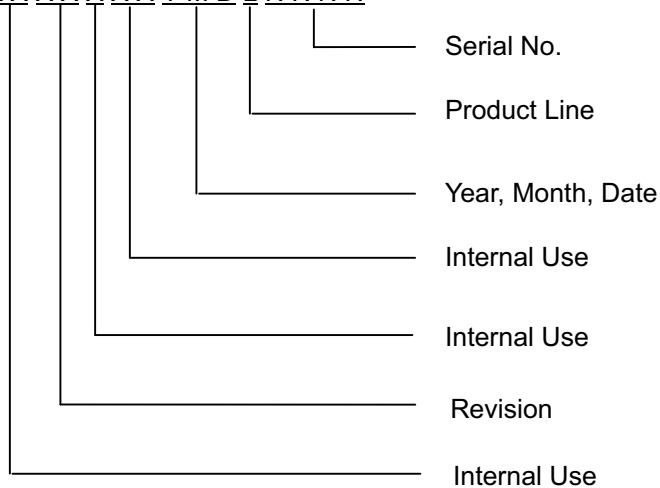 Serial No.
Product Line
Year, Month, Date
Internal Use
Internal Use
Revision
Internal Use